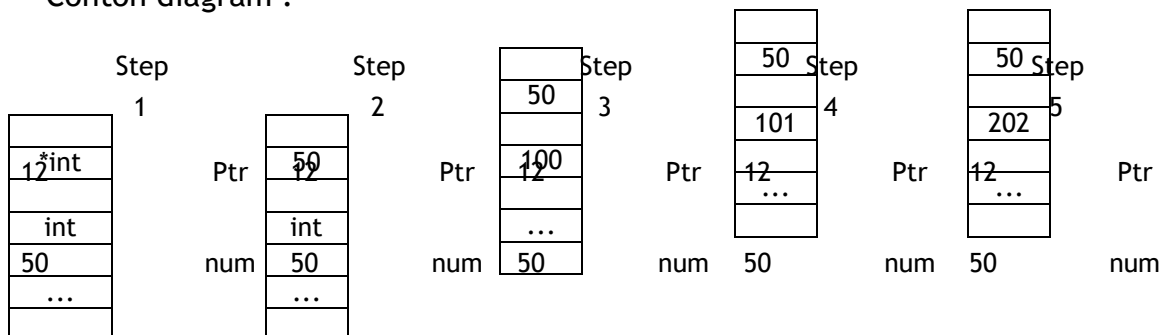 Contoh diagram :
Step 1
Step 2
Step 3
Step 4
Step 5
12 *int Ptr
50 int num
...
12 50 Ptr
50 int num
...
50
12 100 Ptr
50 ... num
50
101
12 ... Ptr
50 num
50
202
12 ... Ptr
50 num